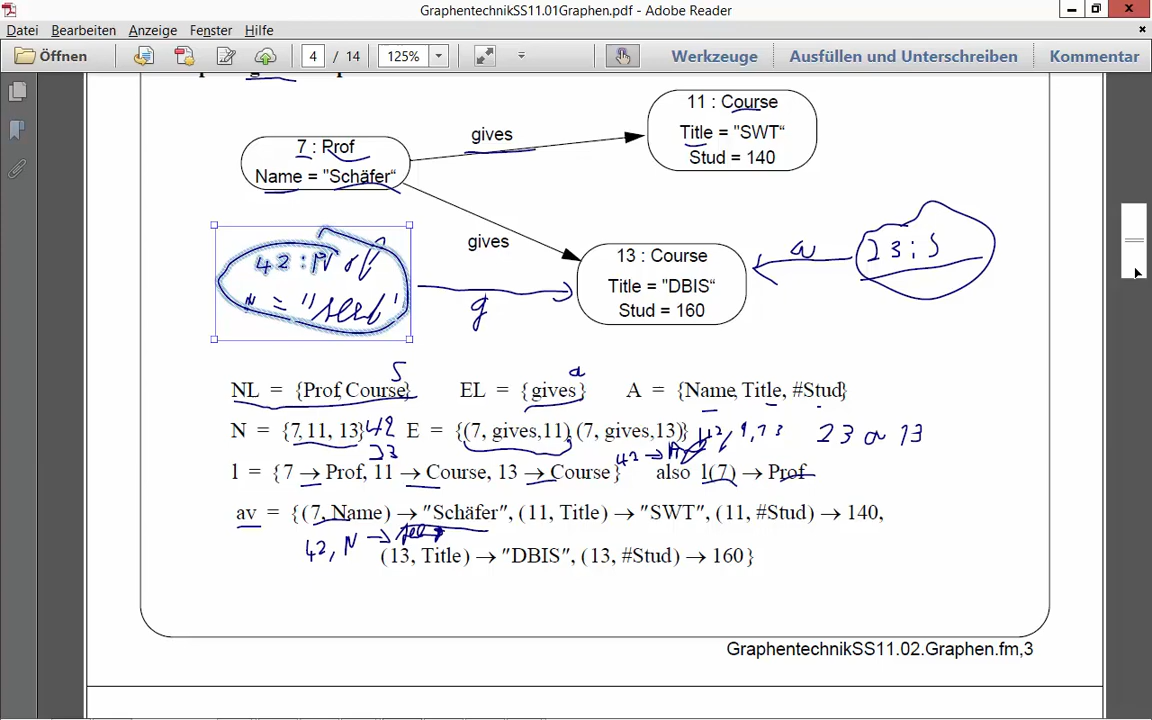 GraphentechnikSS11.01Graphen.pdf - Adobe Reader
Datei Bearbeiten Anzeige Fenster Hilfe
Öffnen 4 / 14 125% Werkzeuge Ausfüllen und Unterschreiben Kommentar
11 : Course
Title = "SWT"
Stud = 140
gives
7 : Prof
Name = "Schäfer"
gives
13 : Course
Title = "DBIS"
Stud = 160
a
23 : S
42 : Prof
N =
g
S
a
NL = {Prof, Course} EL = {gives} A = {Name, Title, #Stud}
N = {7, 11, 13} 42 E = {(7, gives,11), (7, gives,13)} 23 a 13
l = {7 → Prof, 11 → Course, 13 → Course} also l(7) → Prof
av = {(7, Name) → "Schäfer", (11, Title) → "SWT", (11, #Stud) → 140,
42, N →
(13, Title) → "DBIS", (13, #Stud) → 160}
GraphentechnikSS11.02.Graphen.fm,3